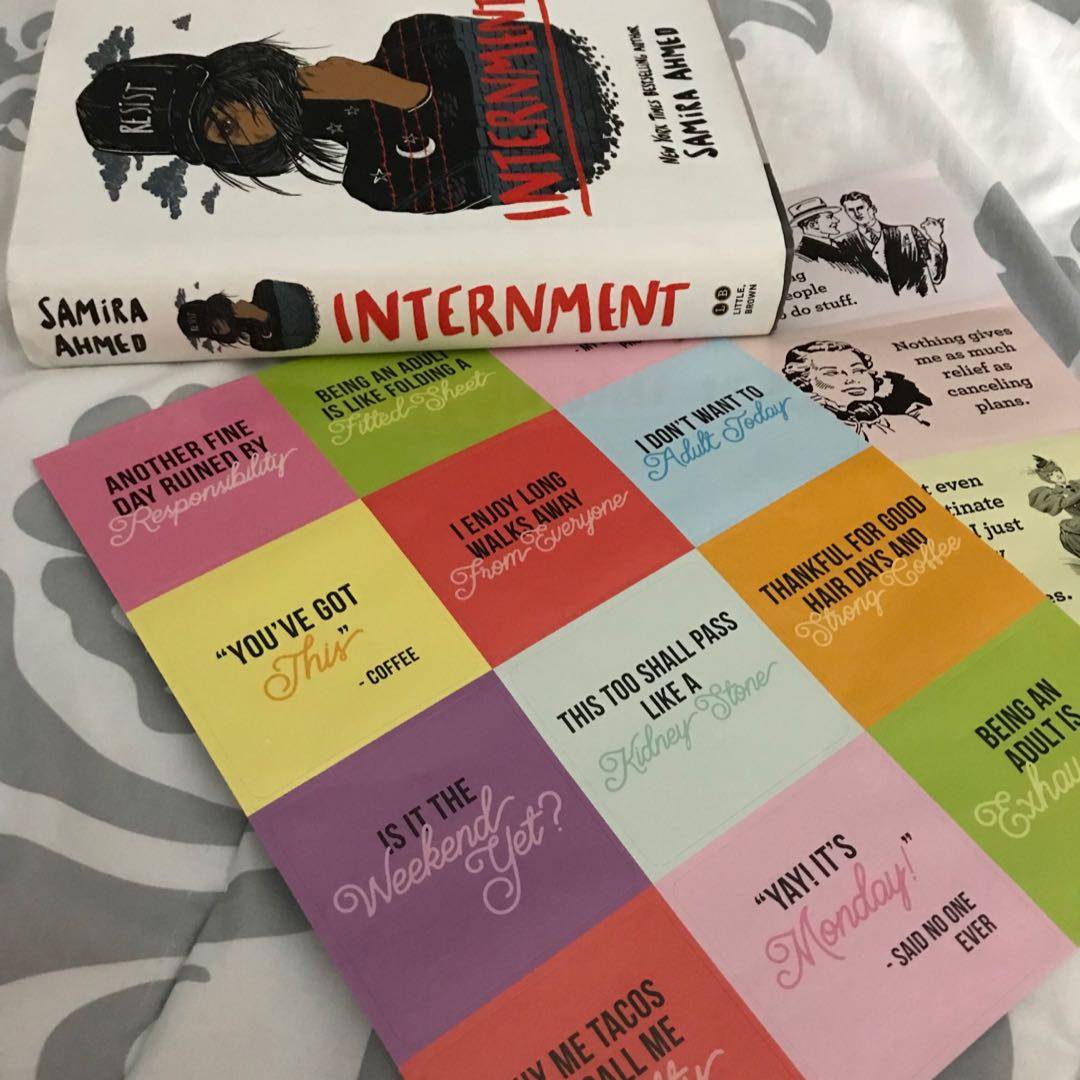 RESIST
INTERNMENT
NEW YORK TIMES BESTSELLING AUTHOR
SAMIRA AHMED
SAMIRA
AHMED
INTERNMENT
LB
LITTLE,
BROWN
do stuff.
Nothing gives
me as much
relief as
canceling
plans.
even
I just
BEING AN ADULT
IS LIKE FOLDING A
Fitted Sheet
ANOTHER FINE
DAY RUINED BY
Responsibility
I DON'T WANT TO
Adult Today
I ENJOY LONG
WALKS AWAY
From Everyone
THANKFUL FOR GOOD
HAIR DAYS AND
Strong Coffee
"YOU'VE GOT
This"
- COFFEE
THIS TOO SHALL PASS
LIKE A
Kidney Stone
BEING AN
ADULT IS
IS IT THE
Weekend
Yet?
"YAY! IT'S
Monday!"
- SAID NO ONE
EVER
ME TACOS
ME